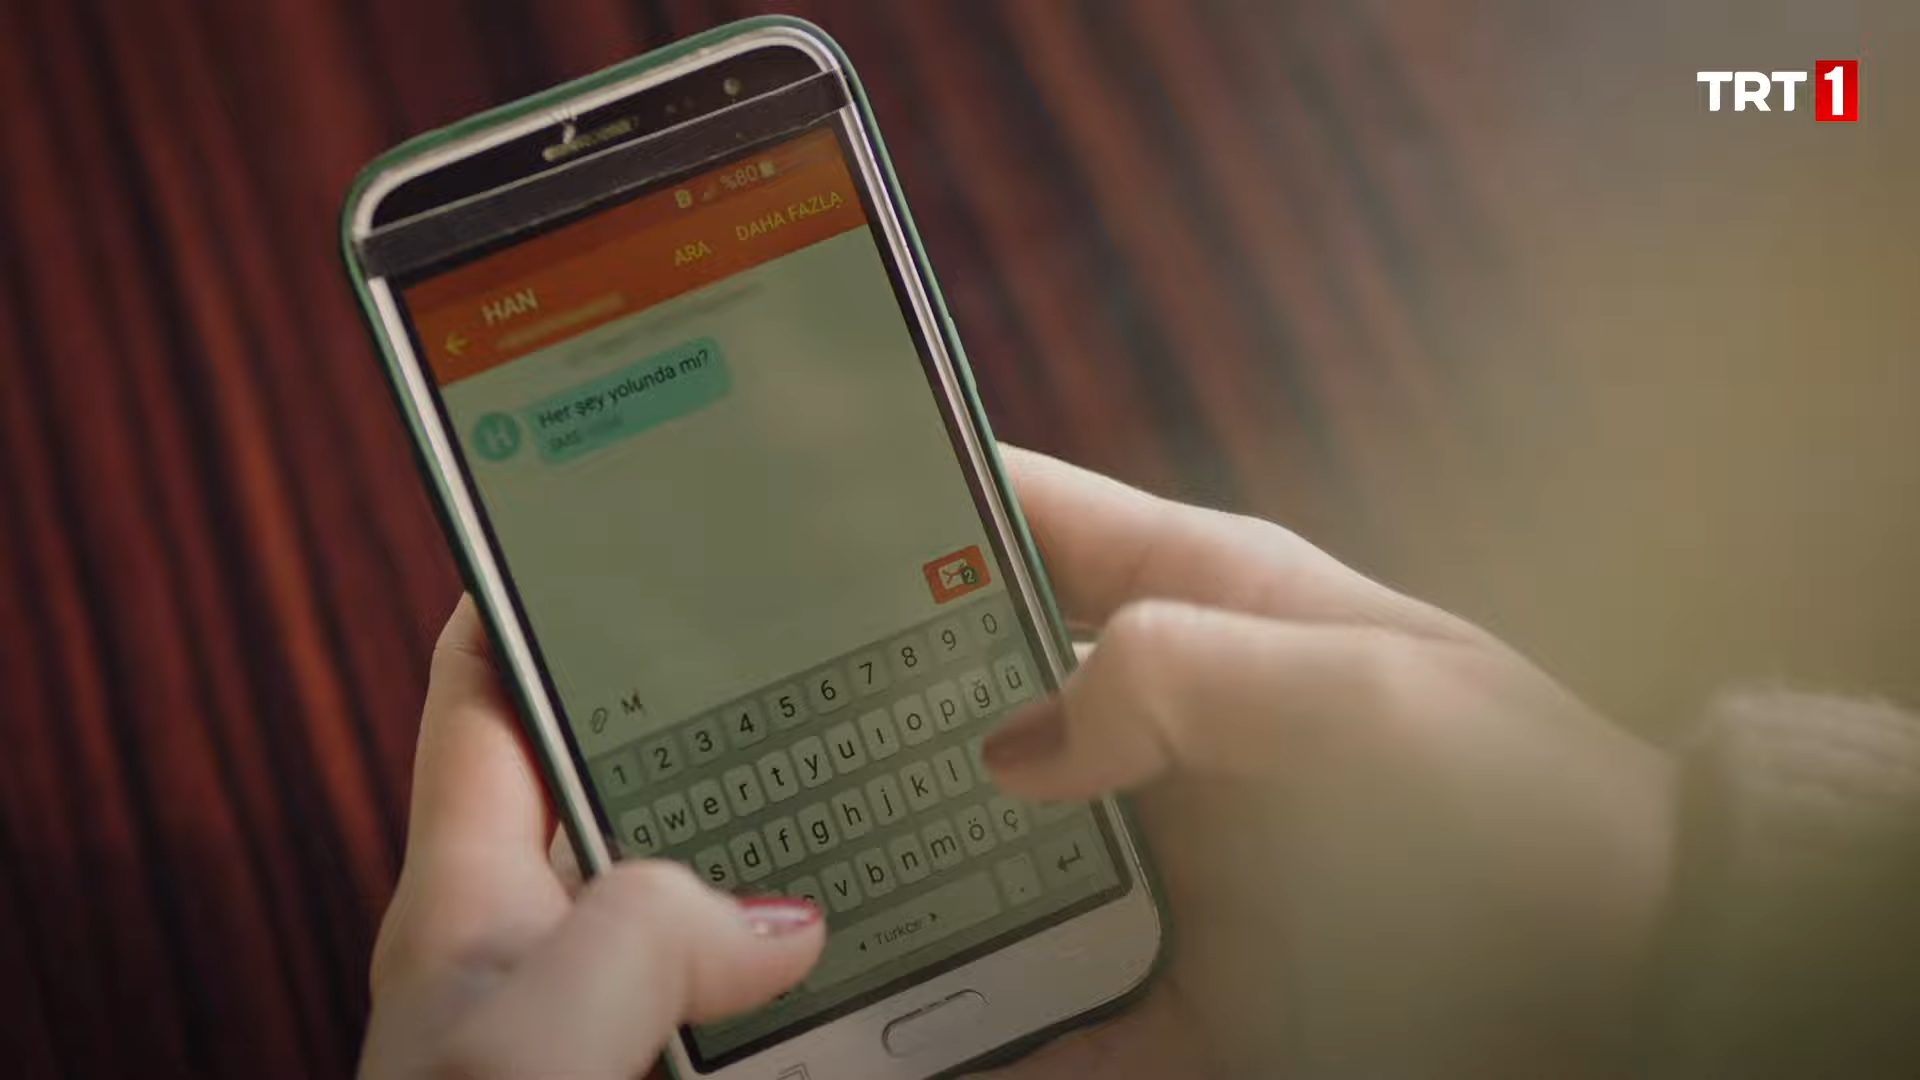 TRT 1
%80
ARA DAHA FAZLA
HAN
Her şey yolunda mı?
SMS
H
2
M
1 2 3 4 5 6 7 8 9 0
q w e r t y u ı o p ğ ü
s d f g h j k l
v b n m ö ç
Türkçe .